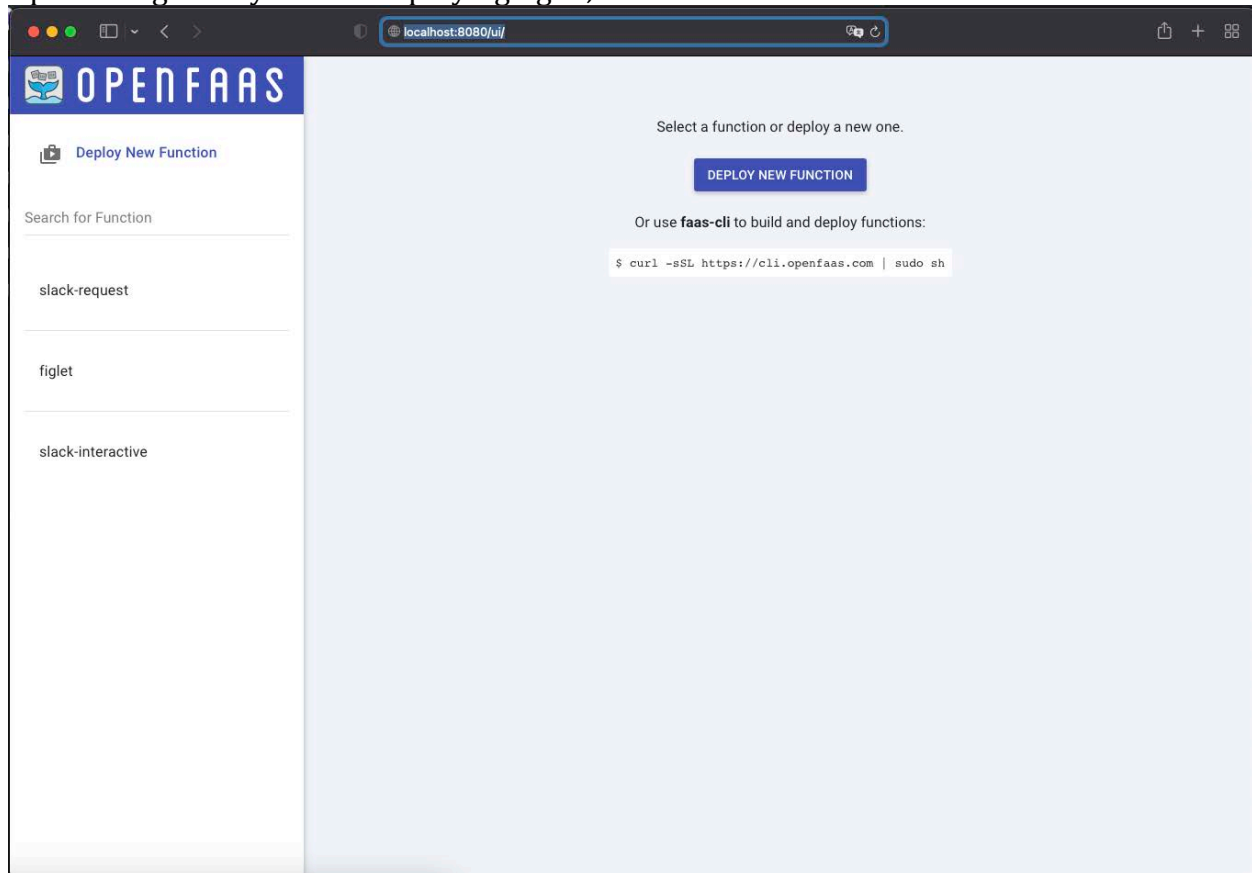 localhost:8080/ui/
OPENFAAS
Deploy New Function
Search for Function
slack-request
figlet
slack-interactive
Select a function or deploy a new one.
DEPLOY NEW FUNCTION
Or use faas-cli to build and deploy functions:
$ curl -sSL https://cli.openfaas.com | sudo sh